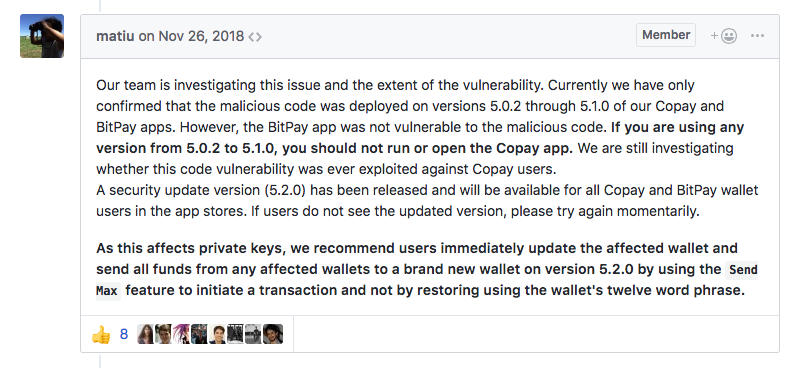 matiu on Nov 26, 2018 <>
Member
Our team is investigating this issue and the extent of the vulnerability. Currently we have only
confirmed that the malicious code was deployed on versions 5.0.2 through 5.1.0 of our Copay and
BitPay apps. However, the BitPay app was not vulnerable to the malicious code. If you are using any
version from 5.0.2 to 5.1.0, you should not run or open the Copay app. We are still investigating
whether this code vulnerability was ever exploited against Copay users.
A security update version (5.2.0) has been released and will be available for all Copay and BitPay wallet
users in the app stores. If users do not see the updated version, please try again momentarily.
As this affects private keys, we recommend users immediately update the affected wallet and
send all funds from any affected wallets to a brand new wallet on version 5.2.0 by using the Send
Max feature to initiate a transaction and not by restoring using the wallet's twelve word phrase.
8